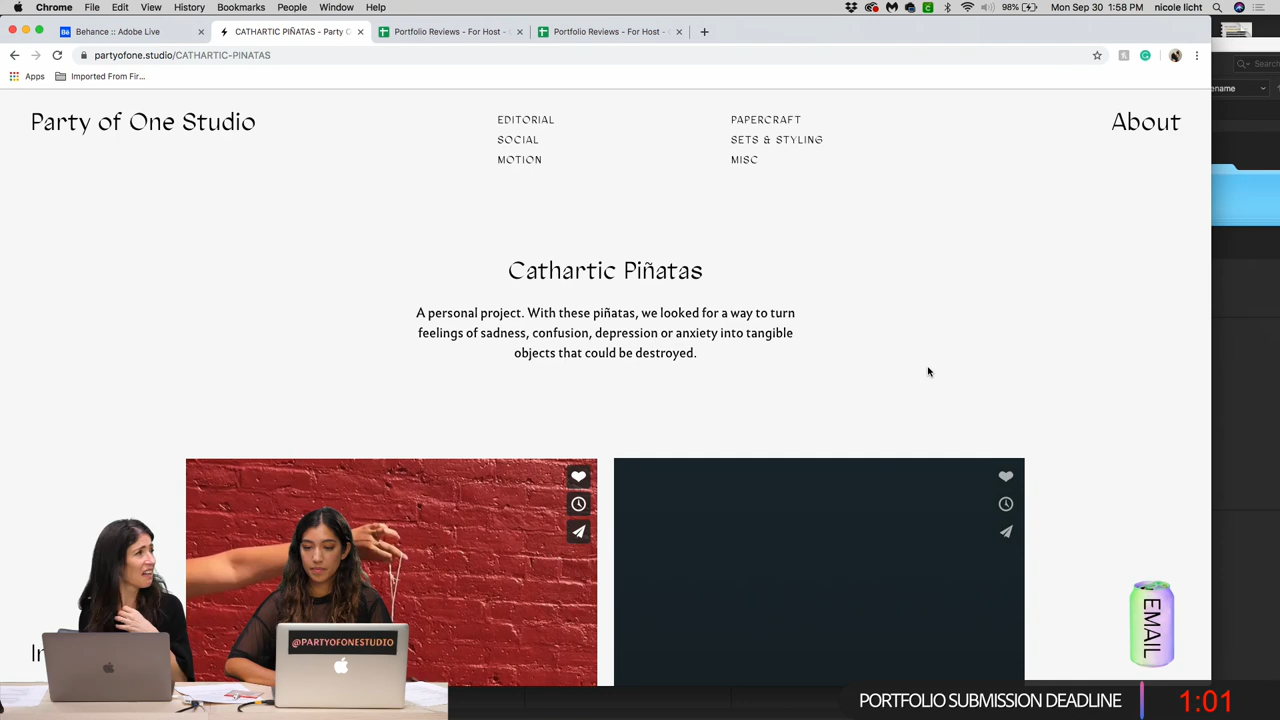 Chrome File Edit View History Bookmarks People Window Help
98% Mon Sep 30 1:58 PM nicole licht
Behance :: Adobe Live
CATHARTIC PIÑATAS - Party O
Portfolio Reviews - For Host -
Portfolio Reviews - For Host -
partyofone.studio/CATHARTIC-PINATAS
Search
Apps
Imported From Fir...
ename
Party of One Studio
EDITORIAL
SOCIAL
MOTION
PAPERCRAFT
SETS & STYLING
MISC
About
Cathartic Piñatas
A personal project. With these piñatas, we looked for a way to turn
feelings of sadness, confusion, depression or anxiety into tangible
objects that could be destroyed.
EMAIL
@PARTYOFONESTUDIO
PORTFOLIO SUBMISSION DEADLINE
1:01